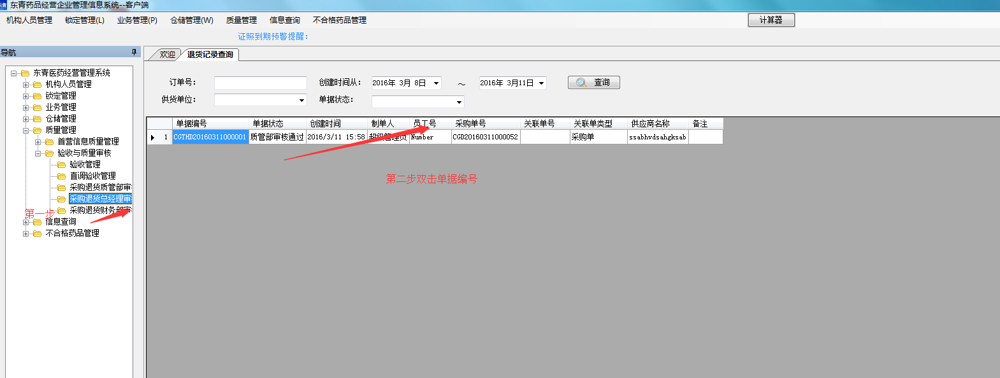 东青药品经营企业管理信息系统--客户端
机构人员管理 锁定管理(L) 业务管理(P) 仓储管理(W) 质量管理 信息查询 不合格药品管理 计算器
证照到期预警提醒：
导航
东青医药经营管理系统
机构人员管理
锁定管理
业务管理
仓储管理
质量管理
首营信息质量管理
验收与质量审核
验收管理
直调验收管理
采购退货质管部审
采购退货总经理审
采购退货财务部审
信息查询
不合格药品管理
第一步
欢迎 退货记录查询
订单号： 创建时间从： 2016年 3月 8日 ～ 2016年 3月11日 查询
供货单位： 单据状态：
单据编号 单据状态 创建时间 制单人 员工号 采购单号 关联单号 关联单类型 供应商名称 备注
1 CGTHD20160311000001 质管部审核通过 2016/3/11 15:58 超级管理员 Number CGD20160311000052 采购单 ssabhvdsahgksab
第二步双击单据编号